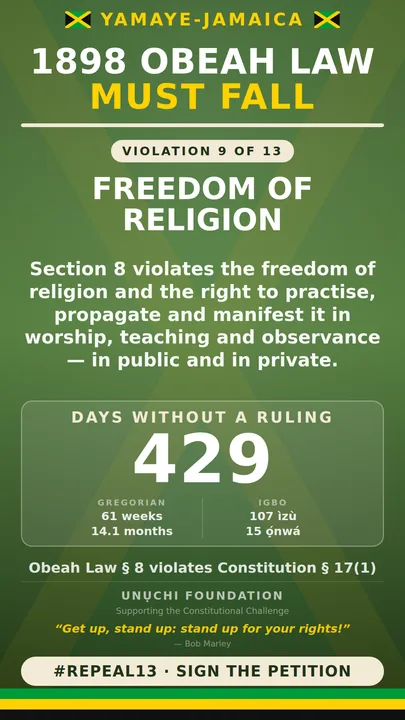 YAMAYE-JAMAICA
1898 OBEAH LAW
MUST FALL
VIOLATION 9 OF 13
FREEDOM OF
RELIGION
Section 8 violates the freedom of
religion and the right to practise,
propagate and manifest it in
worship, teaching and observance
— in public and in private.
DAYS WITHOUT A RULING
429
GREGORIAN
61 weeks
14.1 months
IGBO
107 ìzù
15 ọ́nwá
Obeah Law § 8 violates Constitution § 17(1)
UNỤCHI FOUNDATION
Supporting the Constitutional Challenge
“Get up, stand up: stand up for your rights!”
— Bob Marley
#REPEAL13 · SIGN THE PETITION